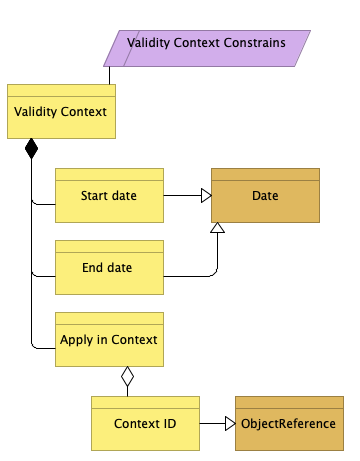 Validity Context Constrains
Validity Context
Start date
Date
End date
Apply in Context
Context ID
ObjectReference